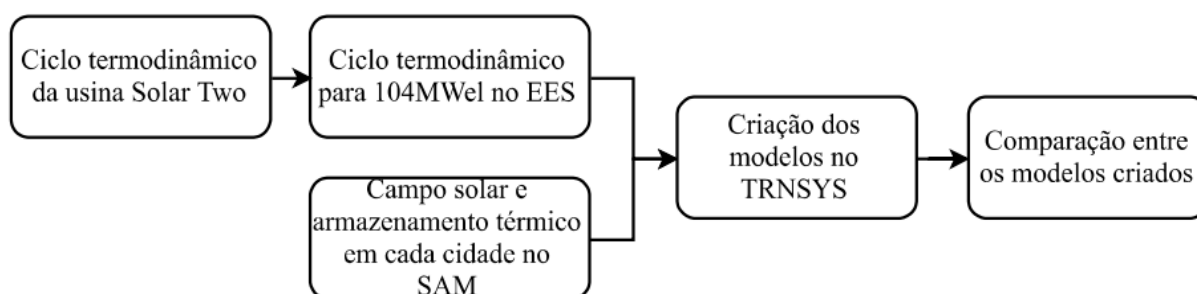 Ciclo termodinâmico
da usina Solar Two
Ciclo termodinâmico
para 104MWel no EES
Campo solar e
armazenamento térmico
em cada cidade no
SAM
Criação dos
modelos no
TRNSYS
Comparação entre
os modelos criados